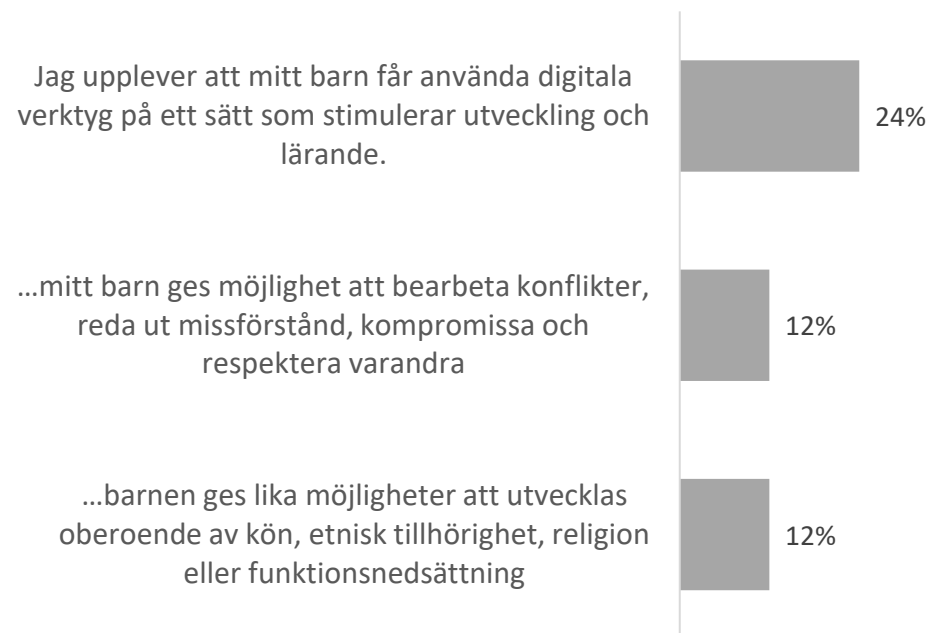 Jag upplever att mitt barn får använda digitala
verktyg på ett sätt som stimulerar utveckling och
lärande.
24%
…mitt barn ges möjlighet att bearbeta konflikter,
reda ut missförstånd, kompromissa och
respektera varandra
12%
…barnen ges lika möjligheter att utvecklas
oberoende av kön, etnisk tillhörighet, religion
eller funktionsnedsättning
12%